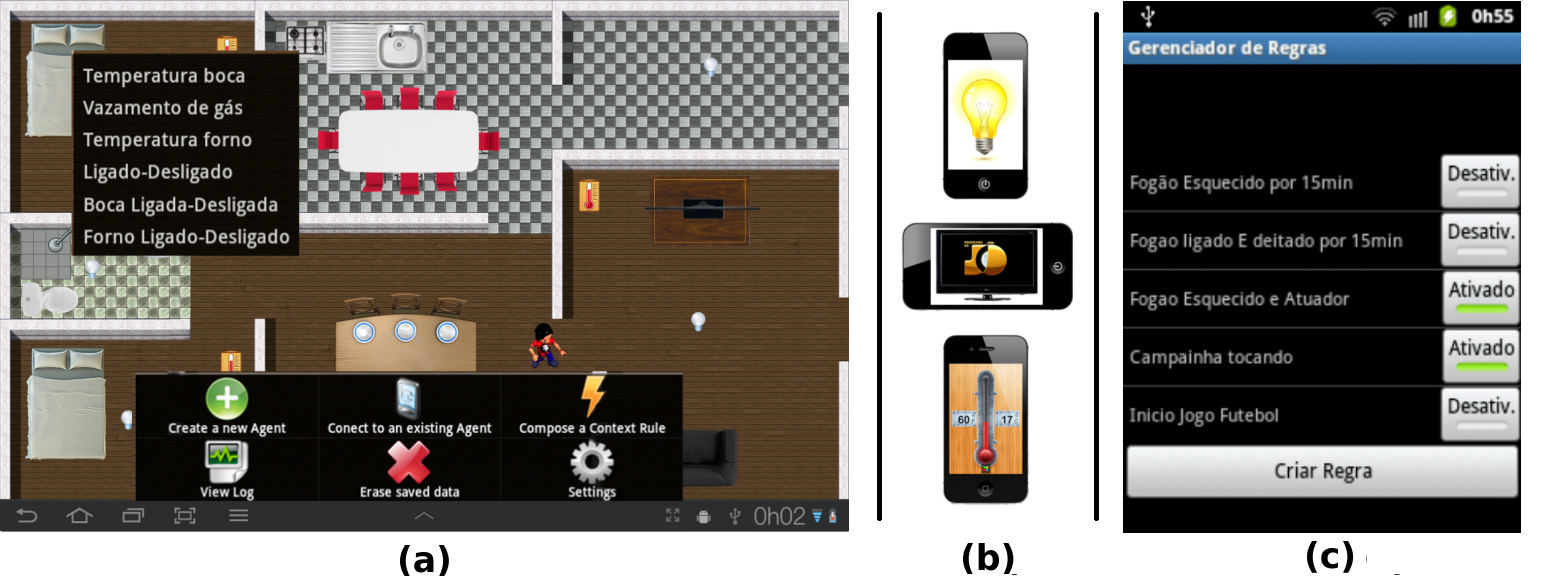 Temperatura boca
Vazamento de gás
Temperatura forno
Ligado-Desligado
Boca Ligada-Desligada
Forno Ligado-Desligado
Create a new Agent
Conect to an existing Agent
Compose a Context Rule
View Log
Erase saved data
Settings
0h02
(a)
60
17
(b)
0h55
Gerenciador de Regras
Fogão Esquecido por 15min
Desativ.
Fogao ligado E deitado por 15min
Desativ.
Fogao Esquecido e Atuador
Ativado
Campainha tocando
Ativado
Inicio Jogo Futebol
Desativ.
Criar Regra
(c)